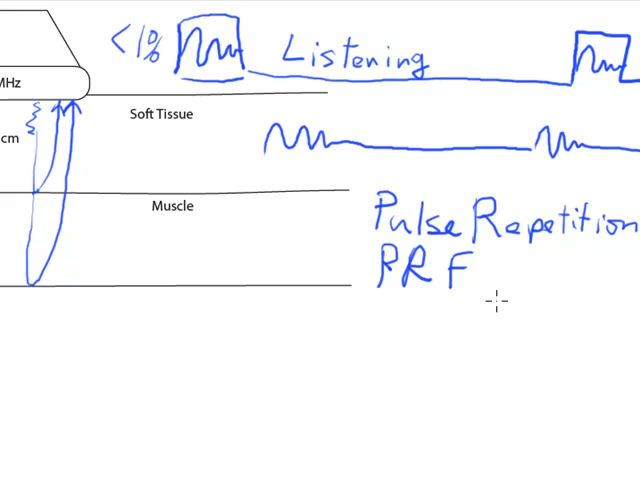 <1% Listening
MHz
Soft Tissue
cm
Muscle
Pulse Repetition
PRF